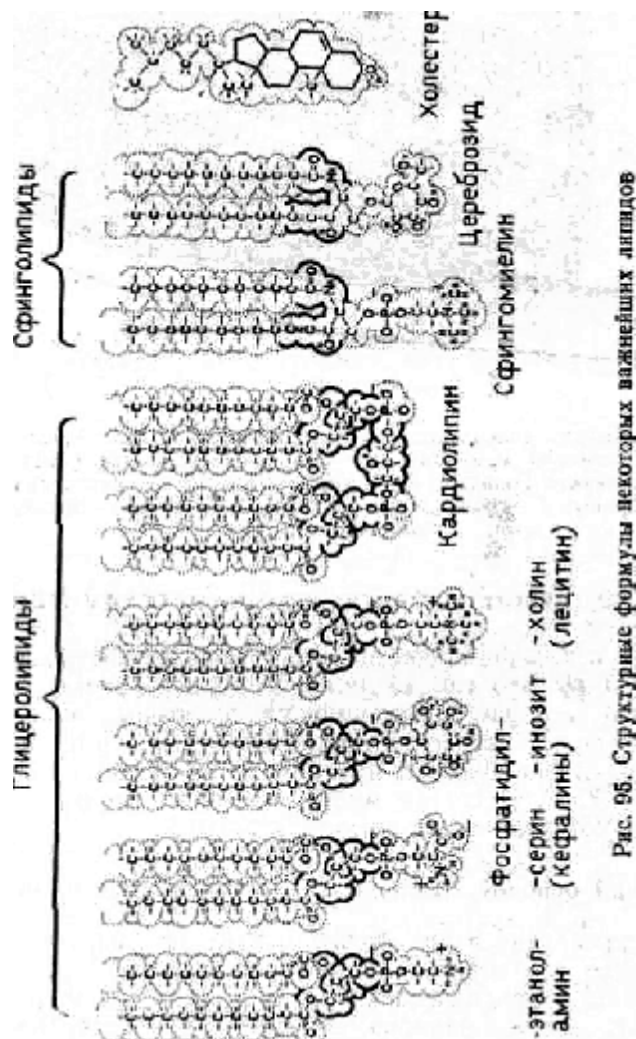 Глицеролипиды
Сфинголипиды
-этанол-
амин
Фосфатидил-
-серин -инозит -холин
(кефалины) (лецитин)
Кардиолипин
Сфингомиелин
Цереброзид
Холестер
Рис. 95. Структурные формулы некоторых важнейших липидов